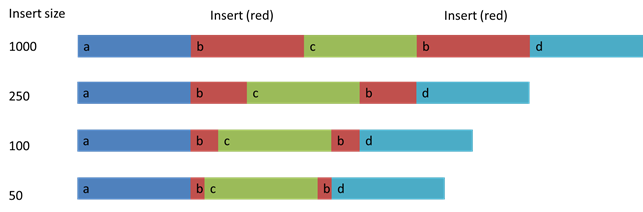 Insert size Insert (red) Insert (red)
1000 a b c b d
250 a b c b d
100 a b c b d
50 a b c b d